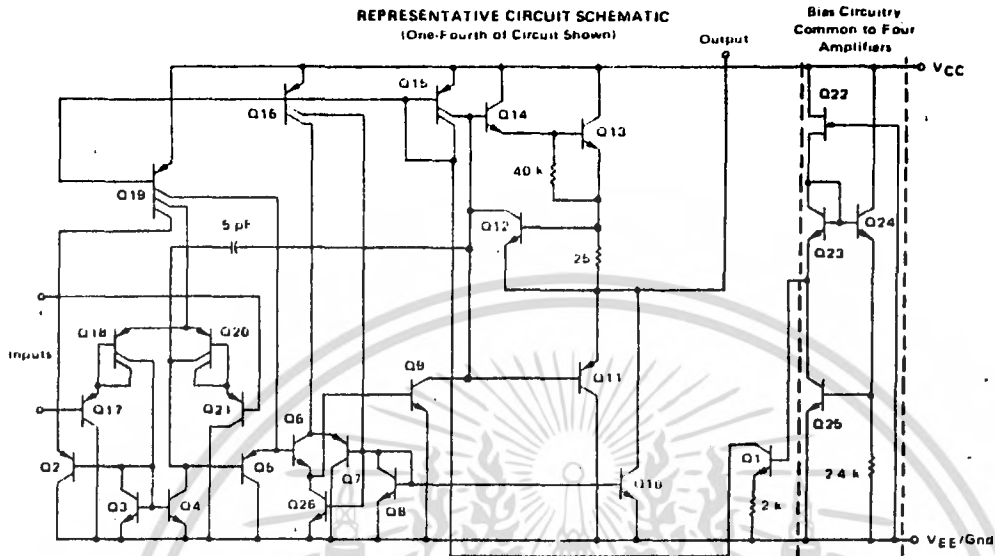 REPRESENTATIVE CIRCUIT SCHEMATIC
(One-Fourth of Circuit Shown)
Output
Bias Circuitry
Common to Four
Amplifiers
VCC
Q15
Q22
Q16
Q14
Q13
40 k
Q19
Q12
Q24
5 pF
Q23
25
Q18
Q20
Inputs
Q9
Q11
Q17
Q21
Q25
Q6
Q2
Q5
Q7
Q1
Q10
2.4 k
Q3
Q4
Q26
Q8
2 k
VEE/Gnd